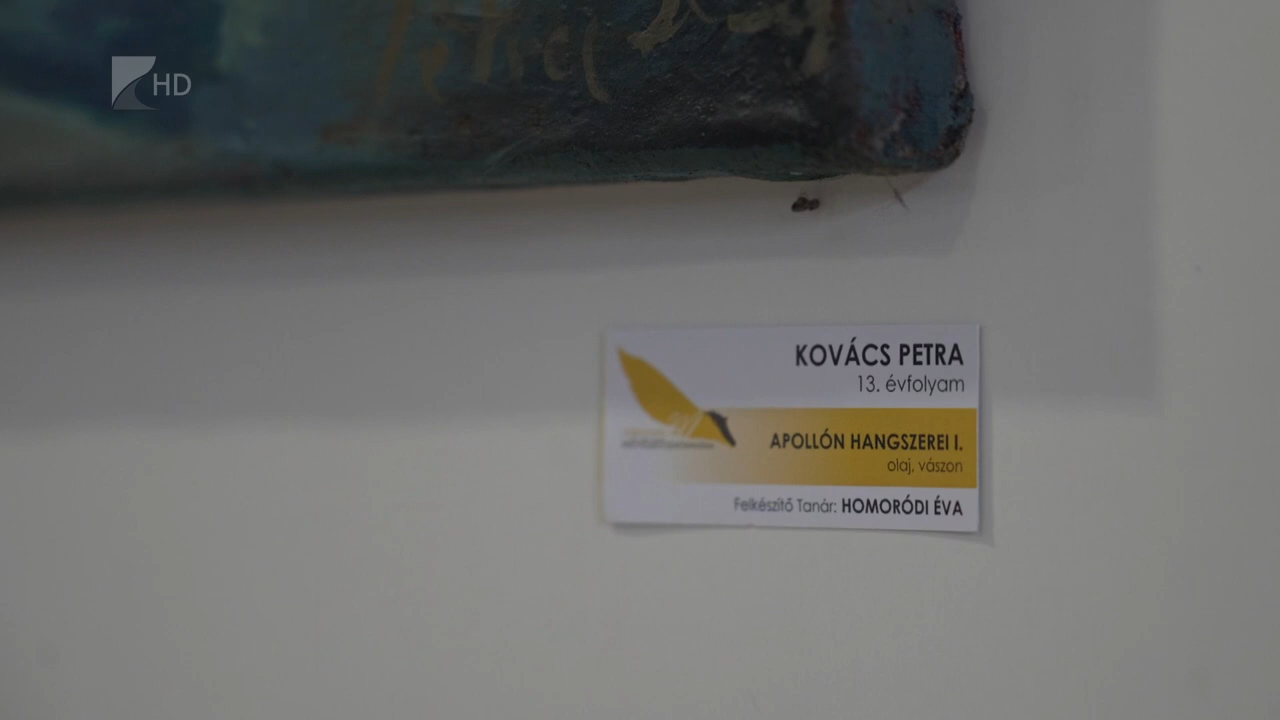 HD
KOVÁCS PETRA
13. évfolyam
APOLLÓN HANGSZEREI I.
olaj, vászon
Felkészítő Tanár: HOMORÓDI ÉVA